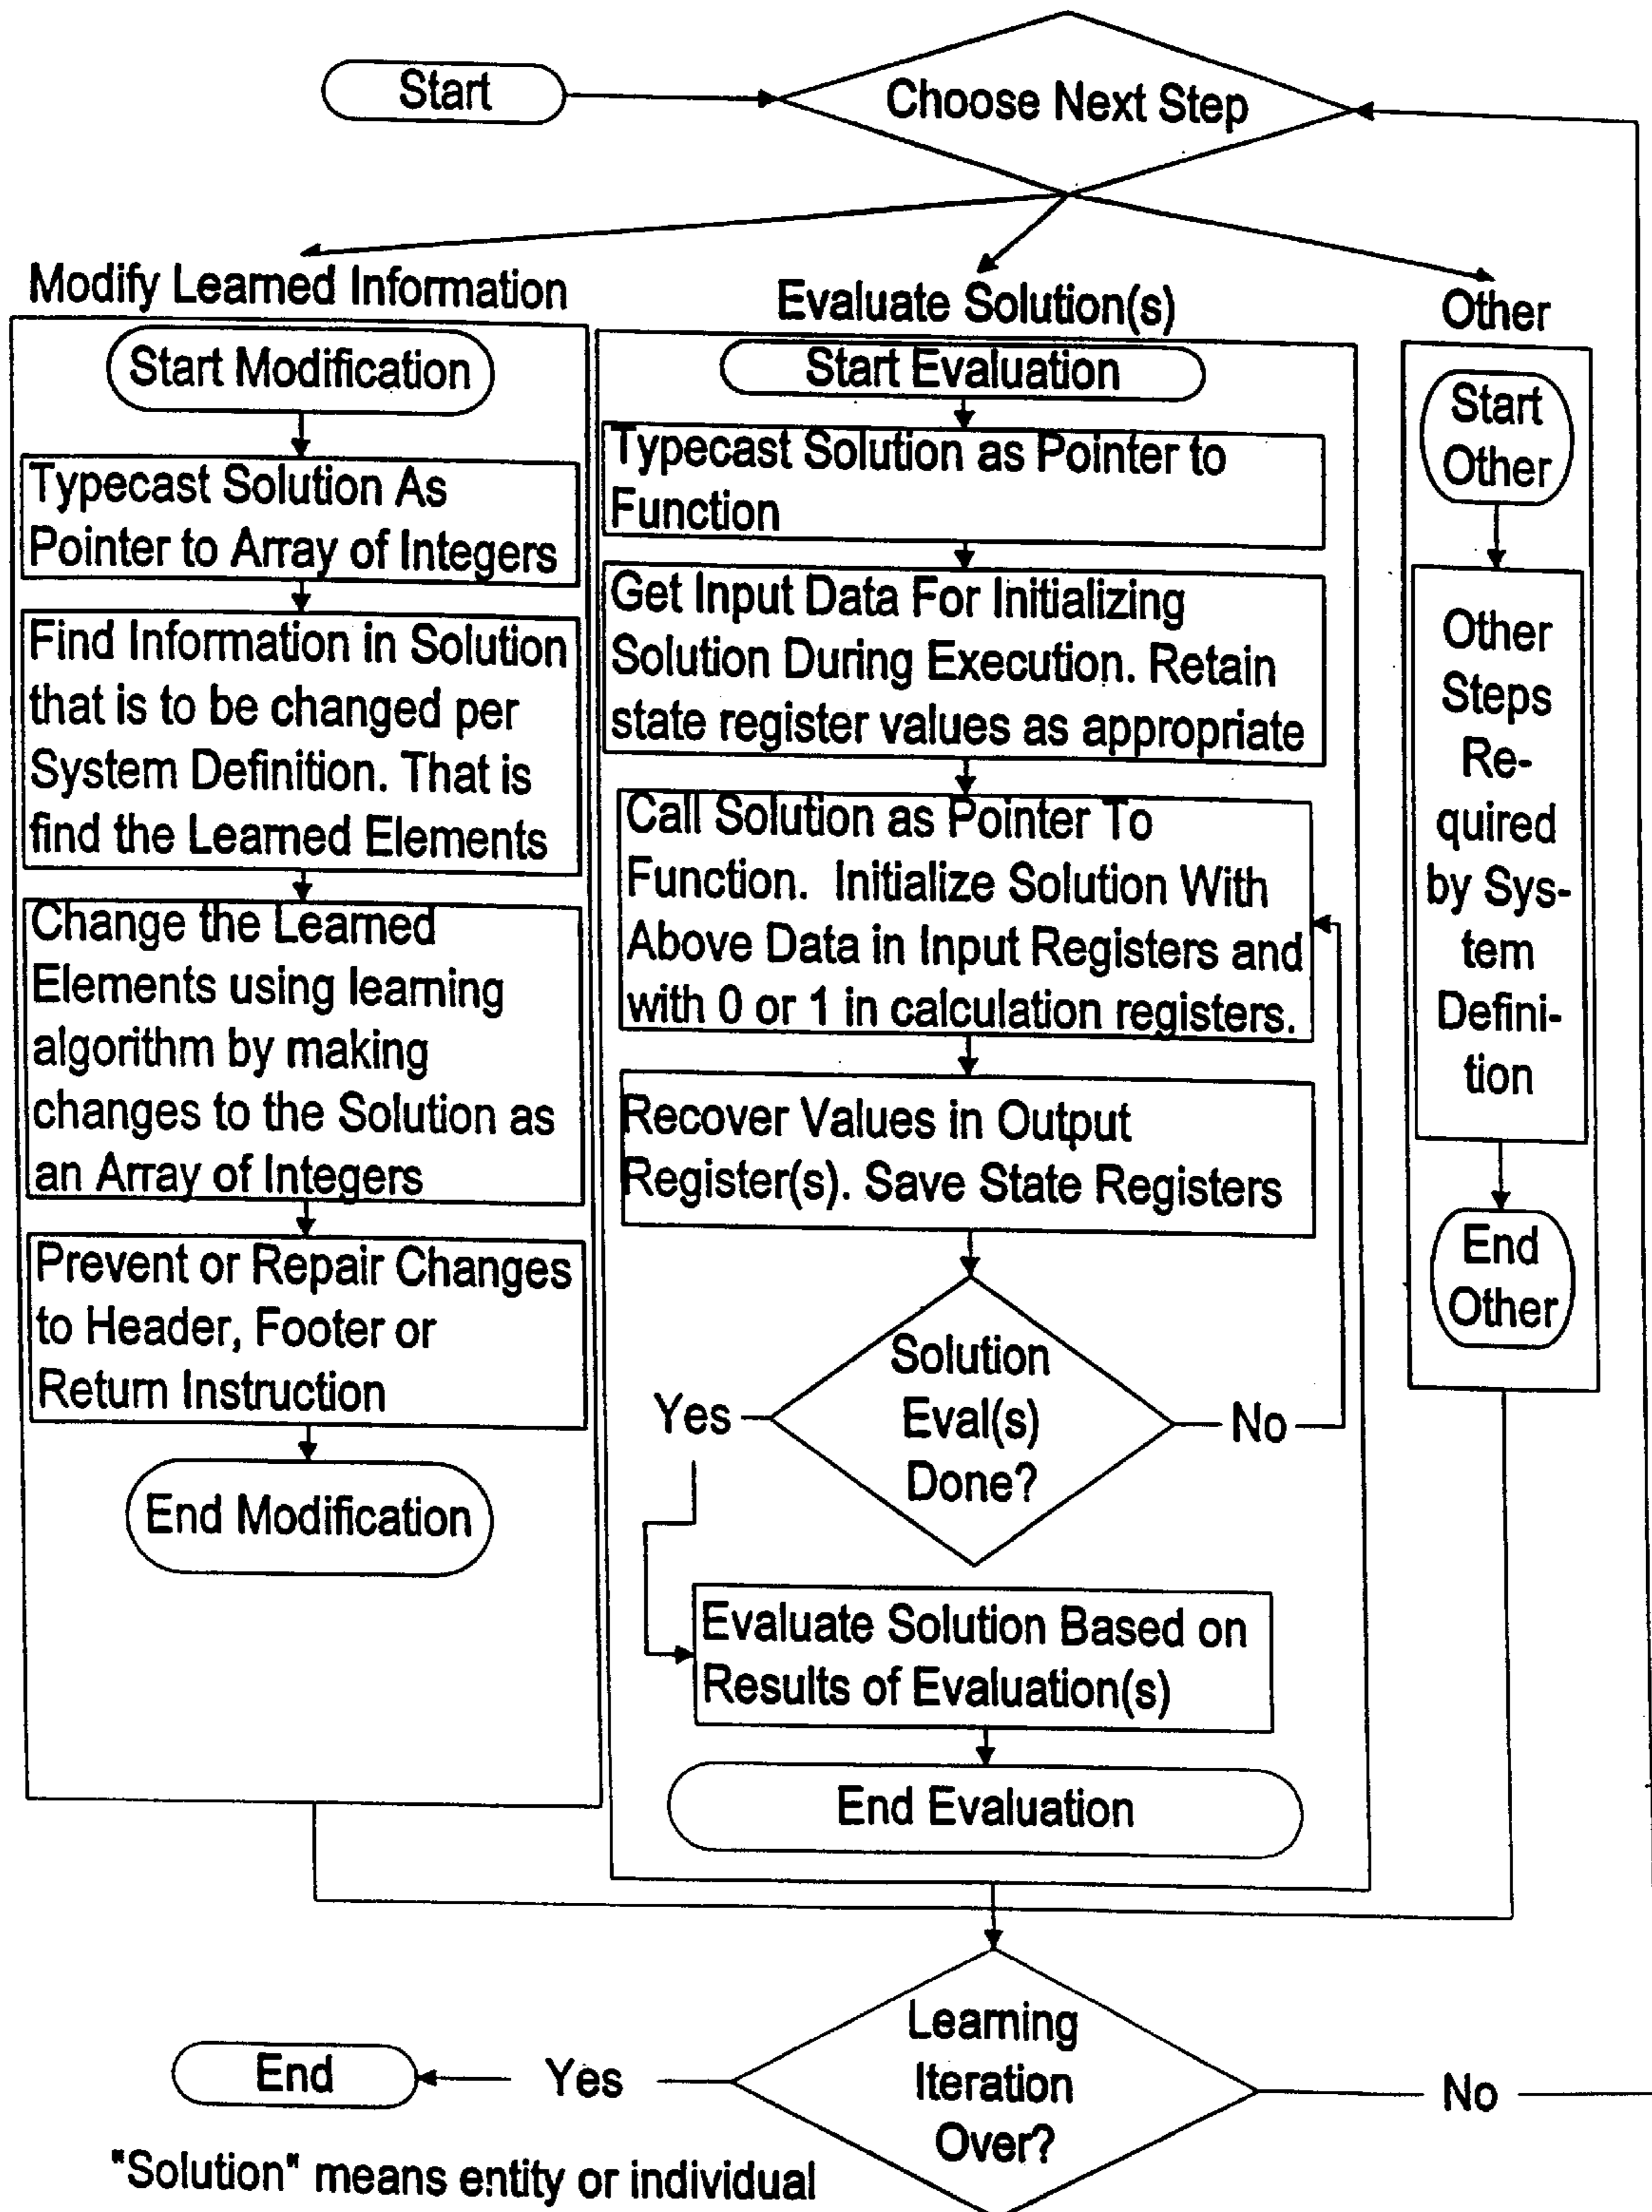 Start
Choose Next Step
Modify Learned Information
Evaluate Solution(s)
Other
Start Modification
Typecast Solution As
Pointer to Array of Integers
Find Information in Solution
that is to be changed per
System Definition. That is
find the Learned Elements
Change the Learned
Elements using learning
algorithm by making
changes to the Solution as
an Array of Integers
Prevent or Repair Changes
to Header, Footer or
Return Instruction
End Modification
Start Evaluation
Typecast Solution as Pointer to
Function
Get Input Data For Initializing
Solution During Execution. Retain
state register values as appropriate
Call Solution as Pointer To
Function. Initialize Solution With
Above Data in Input Registers and
with 0 or 1 in calculation registers.
Recover Values in Output
Register(s). Save State Registers
Solution
Eval(s)
Done?
Yes
No
Evaluate Solution Based on
Results of Evaluation(s)
End Evaluation
Start
Other
Other
Steps
Re-
quired
by Sys-
tem
Defini-
tion
End
Other
Learning
Iteration
Over?
Yes
No
End
"Solution" means entity or individual